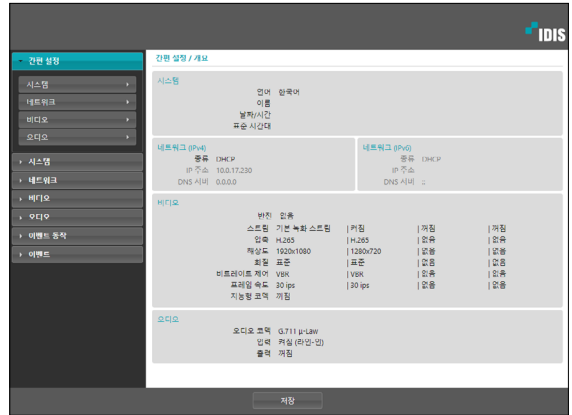 IDIS
간편 설정
시스템
네트워크
비디오
오디오
시스템
네트워크
비디오
오디오
이벤트 동작
이벤트
간편 설정 / 개요
시스템
언어 한국어
이름
날짜/시간
표준 시간대
네트워크 (IPv4)
종류 DHCP
IP 주소 10.0.17.230
DNS 서버 0.0.0.0
네트워크 (IPv6)
종류 DHCP
IP 주소
DNS 서버 ::
비디오
반전 없음
스트림 기본 녹화 스트림 | 켜짐 | 꺼짐 | 꺼짐
압축 H.265 | H.265 | 없음 | 없음
해상도 1920x1080 | 1280x720 | 없음 | 없음
화질 표준 | 표준 | 없음 | 없음
비트레이트 제어 VBR | VBR | 없음 | 없음
프레임 속도 30 ips | 30 ips | 없음 | 없음
지능형 코덱 꺼짐
오디오
오디오 코덱 G.711 μ-Law
입력 켜짐 (라인-인)
출력 꺼짐
저장